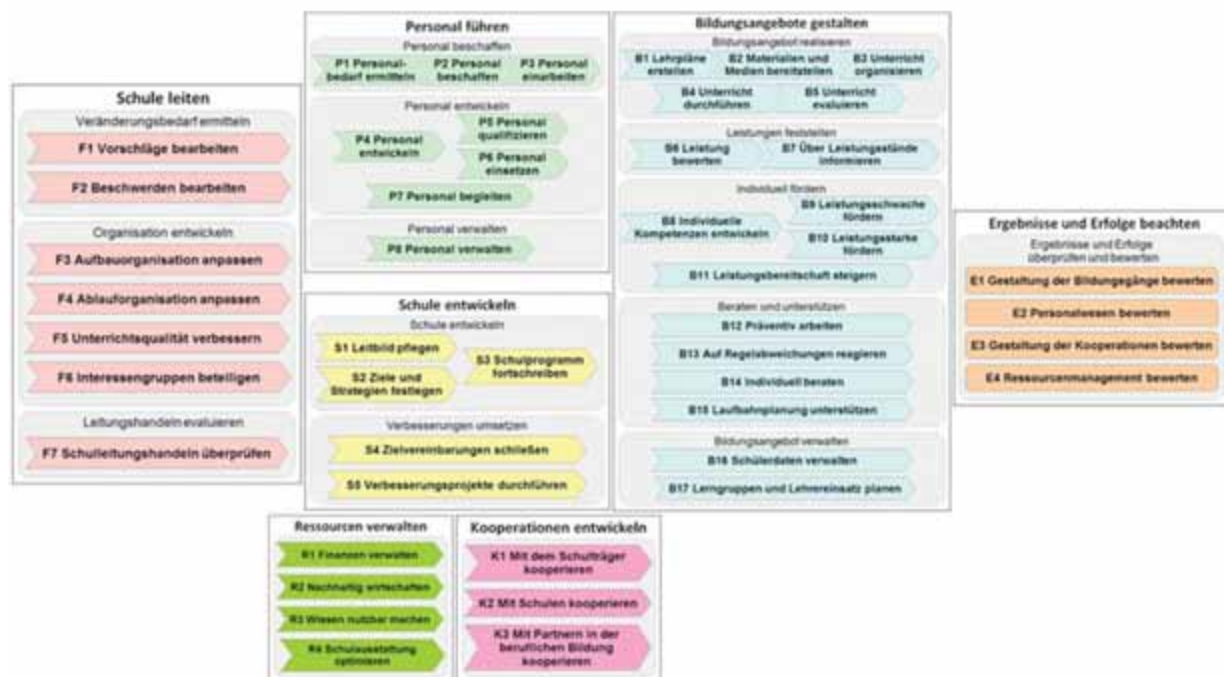 Schule leiten
Veränderungsbedarf ermitteln
F1 Vorschläge bearbeiten
F2 Beschwerden bearbeiten
Organisation entwickeln
F3 Aufbauorganisation anpassen
F4 Ablauforganisation anpassen
F5 Unterrichtsqualität verbessern
F6 Interessengruppen beteiligen
Leitungshandeln evaluieren
F7 Schulleitungshandeln überprüfen
Personal führen
Personal beschaffen
P1 Personal-
bedarf ermitteln
P2 Personal
beschaffen
P3 Personal
einarbeiten
Personal entwickeln
P4 Personal
entwickeln
P5 Personal
qualifizieren
P6 Personal
einsetzen
P7 Personal begleiten
Personal verwalten
P8 Personal verwalten
Schule entwickeln
Schule entwickeln
S1 Leitbild pflegen
S2 Ziele und
Strategien festlegen
S3 Schulprogramm
fortschreiben
Verbesserungen umsetzen
S4 Zielvereinbarungen schließen
S5 Verbesserungsprojekte durchführen
Bildungsangebote gestalten
Bildungsangebot realisieren
B1 Lehrpläne
erstellen
B2 Materialien und
Medien bereitstellen
B3 Unterricht
organisieren
B4 Unterricht
durchführen
B5 Unterricht
evaluieren
Leistungen feststellen
B6 Leistung
bewerten
B7 Über Leistungsstände
informieren
Individuell fördern
B8 Individuelle
Kompetenzen entwickeln
B9 Leistungsschwache
fördern
B10 Leistungsstarke
fördern
B11 Leistungsbereitschaft steigern
Beraten und unterstützen
B12 Präventiv arbeiten
B13 Auf Regelabweichungen reagieren
B14 Individuell beraten
B15 Laufbahnplanung unterstützen
Bildungsangebot verwalten
B16 Schülerdaten verwalten
B17 Lerngruppen und Lehrereinsatz planen
Ergebnisse und Erfolge beachten
Ergebnisse und Erfolge
überprüfen und bewerten
E1 Gestaltung der Bildungsgänge bewerten
E2 Personalwesen bewerten
E3 Gestaltung der Kooperationen bewerten
E4 Ressourcenmanagement bewerten
Ressourcen verwalten
R1 Finanzen verwalten
R2 Nachhaltig wirtschaften
R3 Wissen nutzbar machen
R4 Schulausstattung
optimieren
Kooperationen entwickeln
K1 Mit dem Schulträger
kooperieren
K2 Mit Schulen kooperieren
K3 Mit Partnern in der
beruflichen Bildung
kooperieren